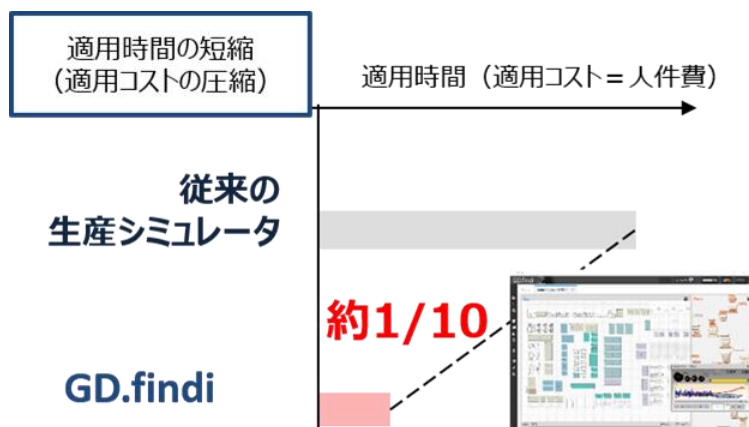 適用時間の短縮
（適用コストの圧縮）
適用時間（適用コスト＝人件費）
従来の
生産シミュレータ
約1/10
GD.findi
GD.findi